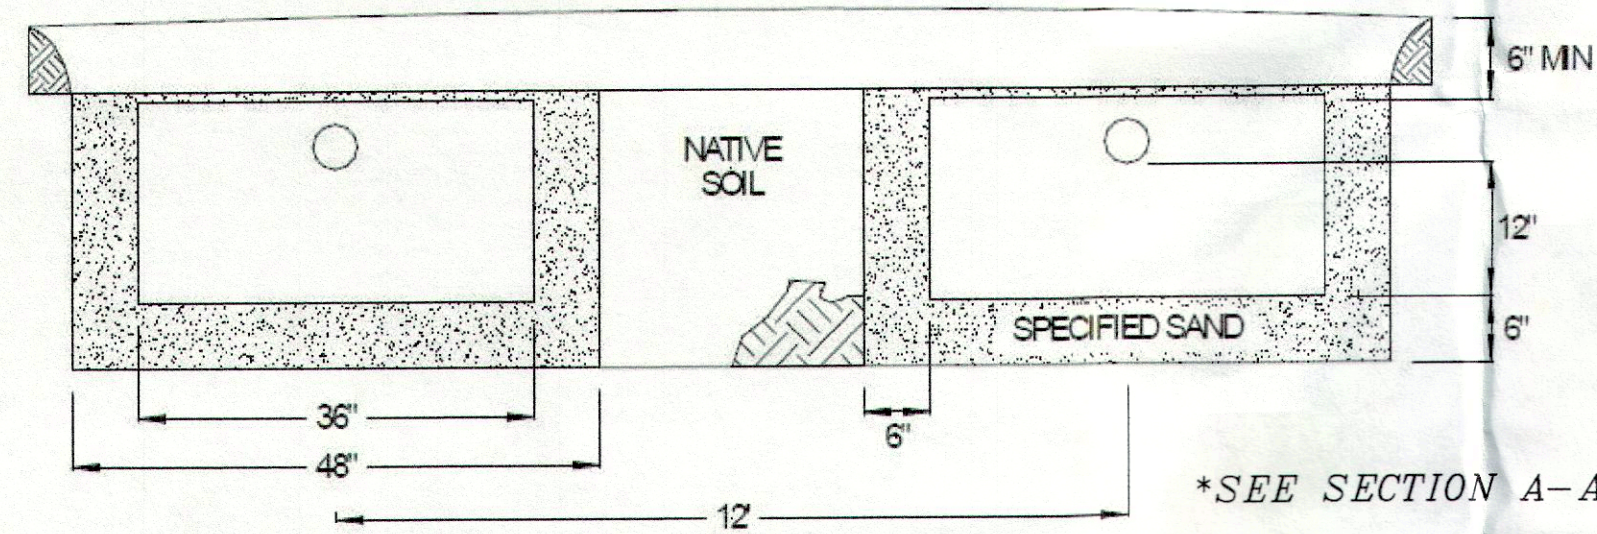 6" MIN
NATIVE
SOIL
12"
SPECIFIED SAND
6"
36"
6"
48"
*SEE SECTION A-A
12'